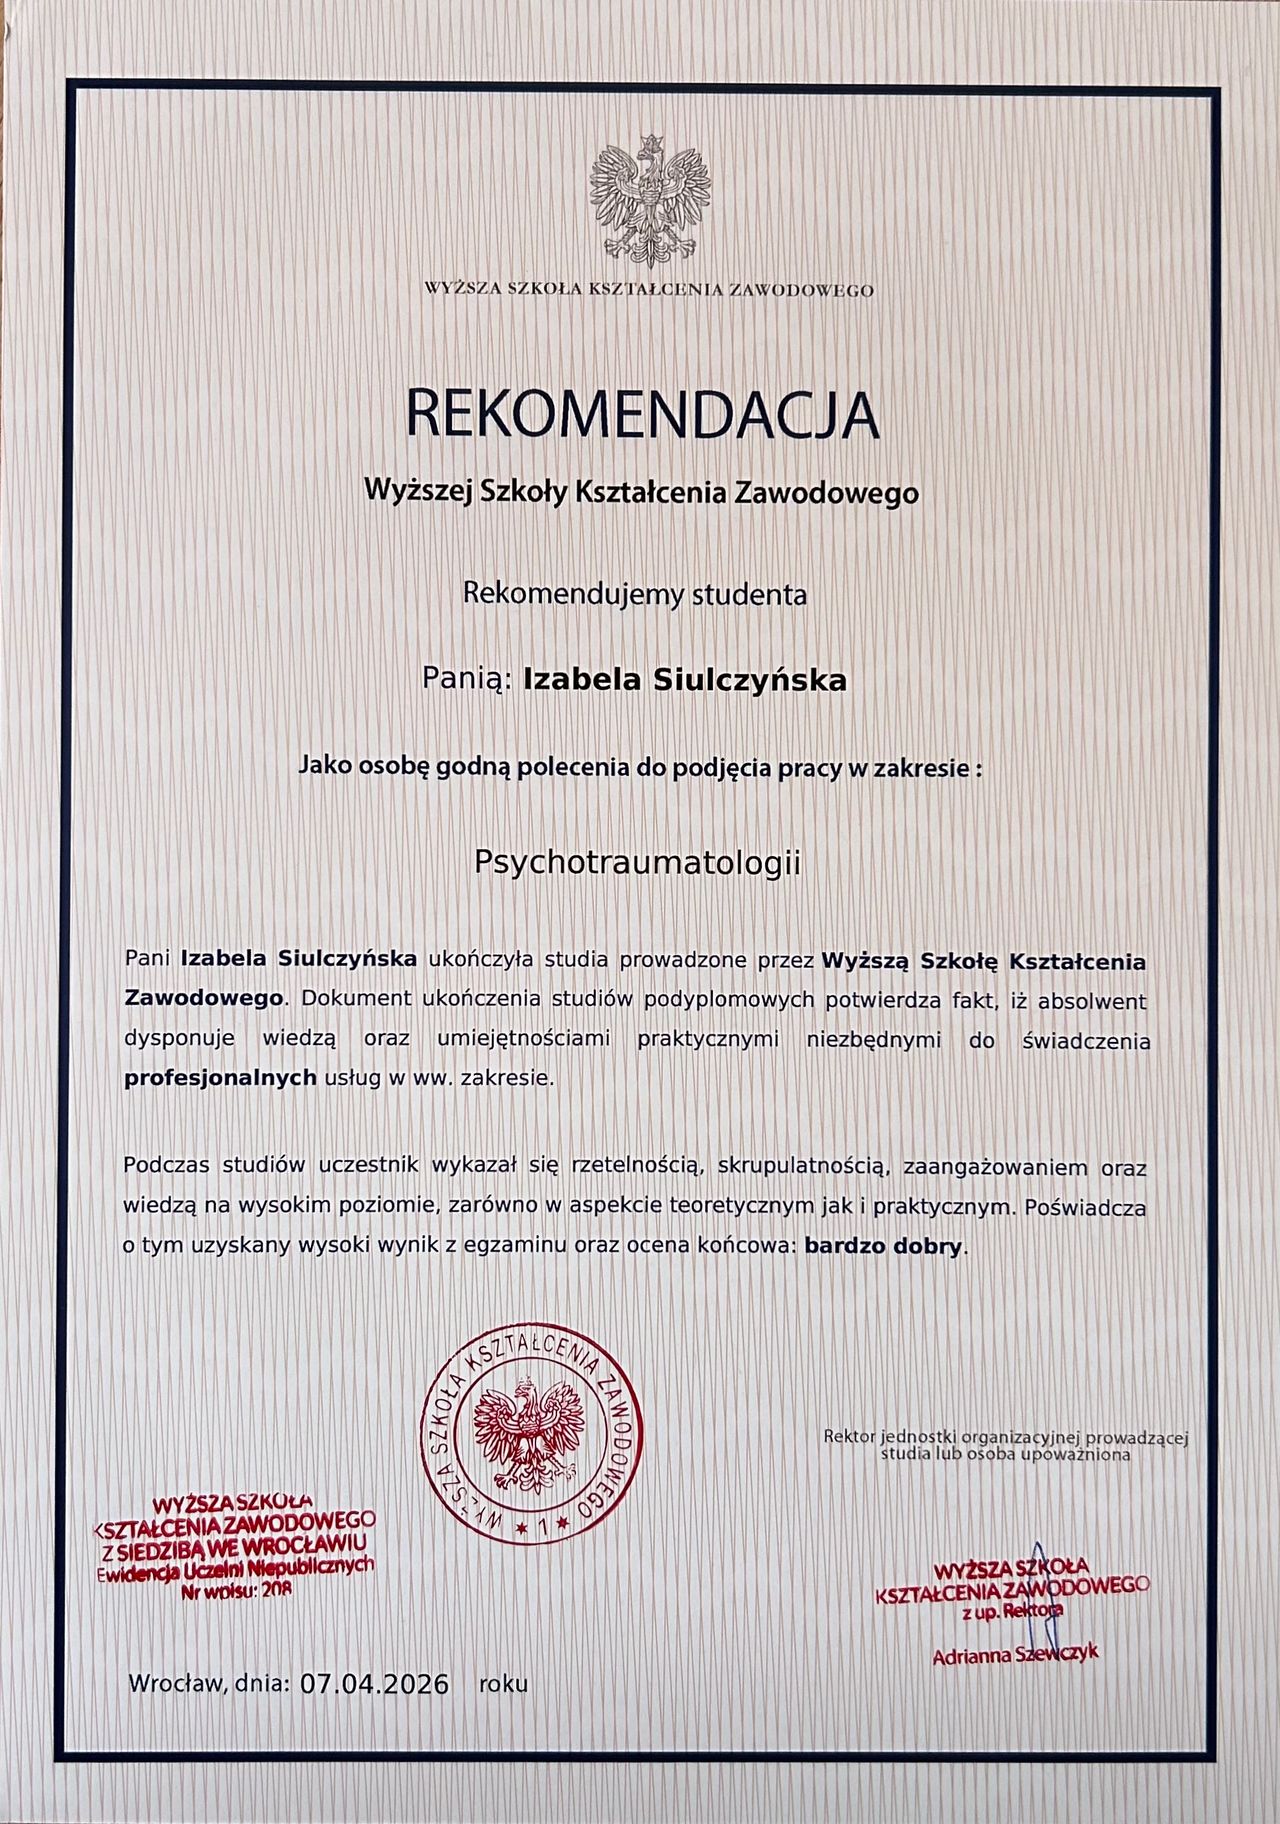 WYŻSZA SZKOŁA KSZTAŁCENIA ZAWODOWEGO
REKOMENDACJA
Wyższej Szkoły Kształcenia Zawodowego
Rekomendujemy studenta
Panią: Izabela Siulczyńska
Jako osobę godną polecenia do podjęcia pracy w zakresie :
Psychotraumatologii
Pani Izabela Siulczyńska ukończyła studia prowadzone przez Wyższą Szkołę Kształcenia
Zawodowego. Dokument ukończenia studiów podyplomowych potwierdza fakt, iż absolwent
dysponuje wiedzą oraz umiejętnościami praktycznymi niezbędnymi do świadczenia
profesjonalnych usług w ww. zakresie.
Podczas studiów uczestnik wykazał się rzetelnością, skrupulatnością, zaangażowaniem oraz
wiedzą na wysokim poziomie, zarówno w aspekcie teoretycznym jak i praktycznym. Poświadcza
o tym uzyskany wysoki wynik z egzaminu oraz ocena końcowa: bardzo dobry.
WYŻSZA SZKOŁA KSZTAŁCENIA ZAWODOWEGO
★ 1 ★
Rektor jednostki organizacyjnej prowadzącej
studia lub osoba upoważniona
WYŻSZA SZKOŁA
KSZTAŁCENIA ZAWODOWEGO
Z SIEDZIBĄ WE WROCŁAWIU
Ewidencja Uczelni Niepublicznych
Nr wpisu: 208
WYŻSZA SZKOŁA
KSZTAŁCENIA ZAWODOWEGO
z up. Rektora
Adrianna Szewczyk
Wrocław, dnia: 07.04.2026 roku